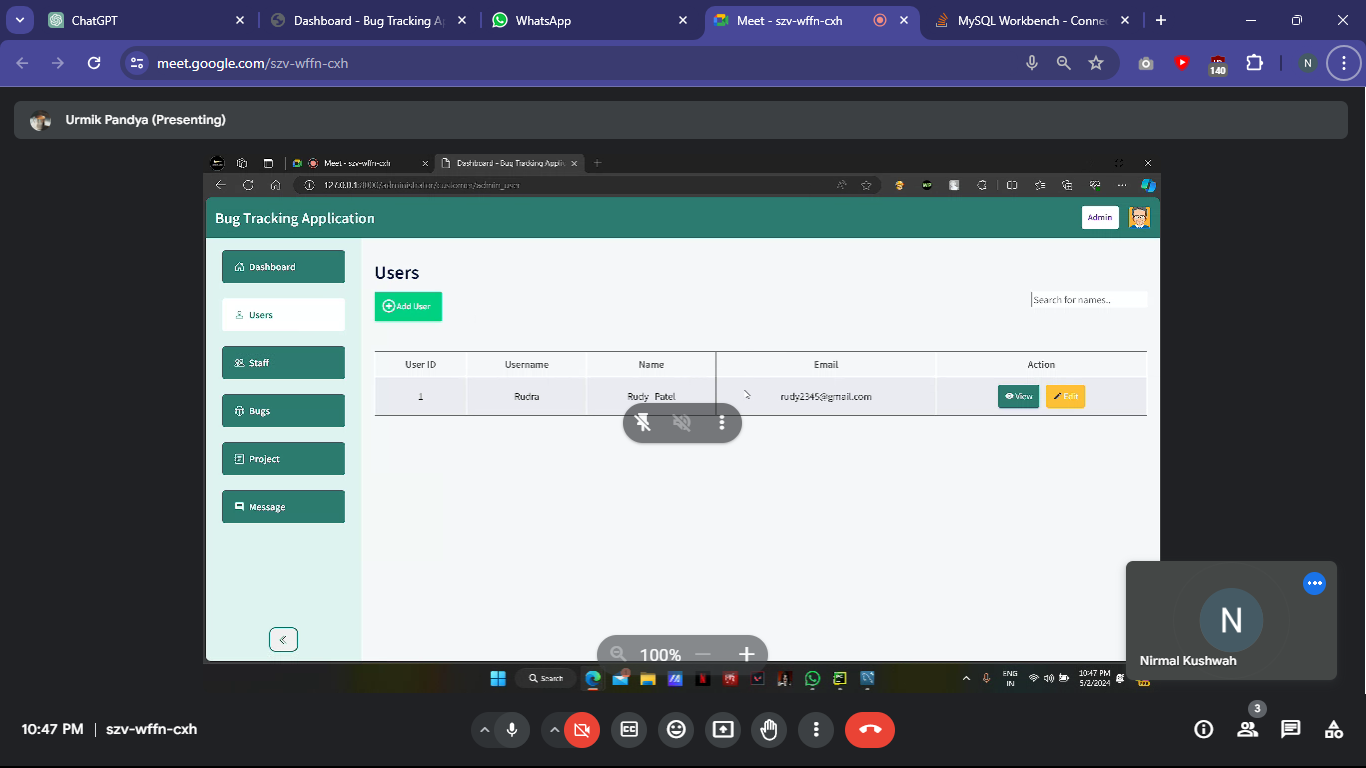 ChatGPT
Dashboard - Bug Tracking A
WhatsApp
Meet - szv-wffn-cxh
MySQL Workbench - Connec
meet.google.com/szv-wffn-cxh
140
N
Urmik Pandya (Presenting)
Meet - szv-wffn-cxh
Dashboard - Bug Tracking Applic
127.0.0.1:8000/administrator/customer/admin_user
Bug Tracking Application
Admin
Dashboard
Users
Staff
Bugs
Project
Message
Users
Add User
Search for names..
User ID Username Name Email Action
1 Rudra Rudy Patel rudy2345@gmail.com View Edit
100%
N
Nirmal Kushwah
Search
ENG
IN
10:47 PM
5/2/2024
10:47 PM | szv-wffn-cxh
3